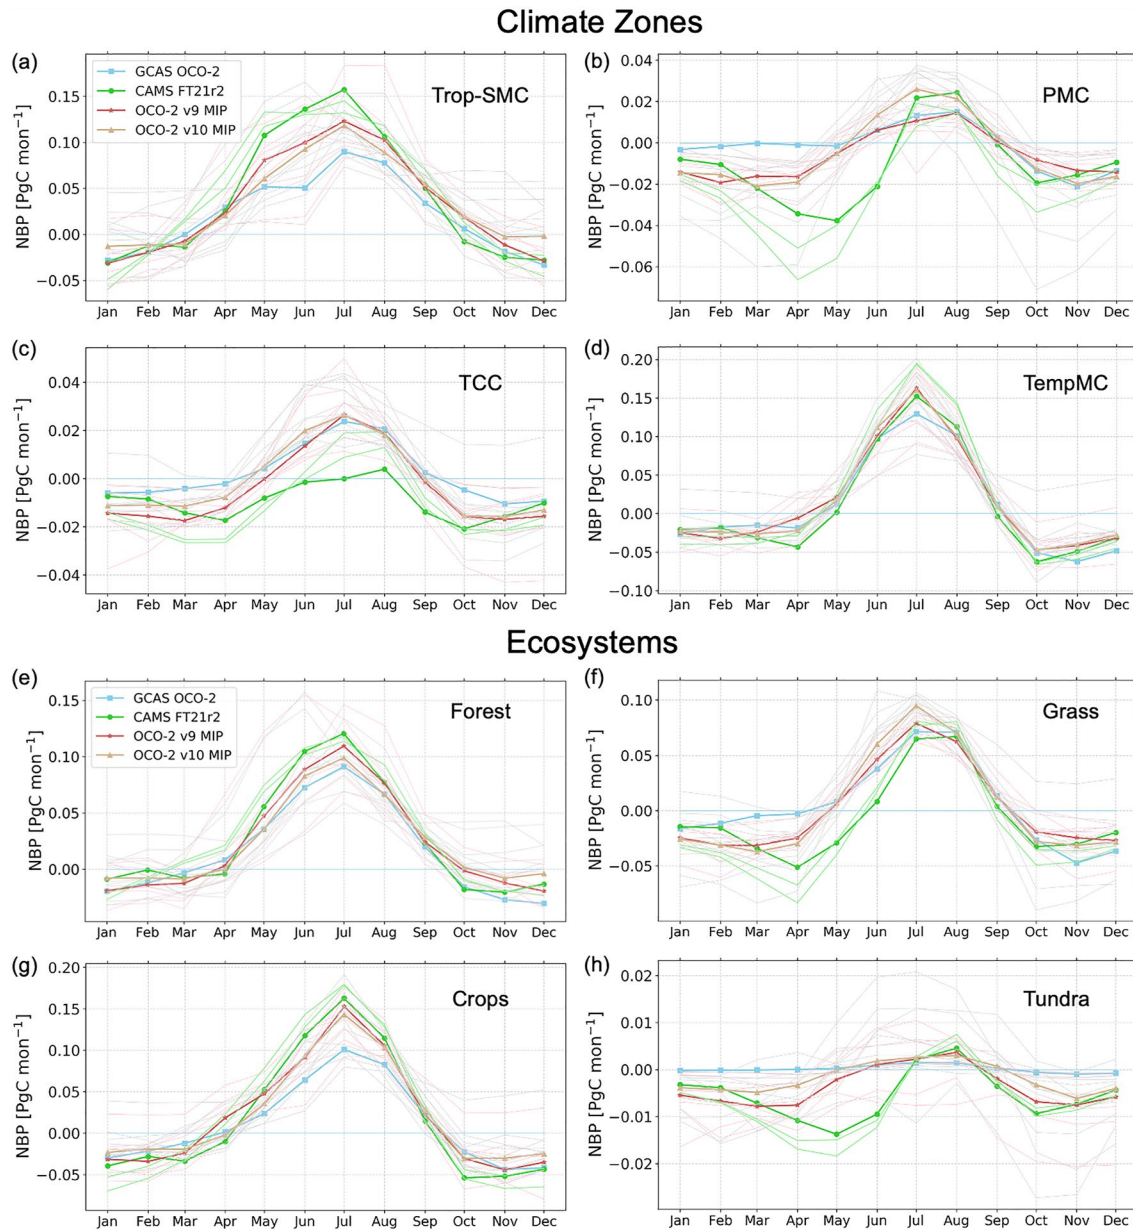 Climate Zones
(a)
GCAS OCO-2
CAMS FT21r2
OCO-2 v9 MIP
OCO-2 v10 MIP
Trop-SMC
NBP [PgC mon⁻¹]
0.15
0.10
0.05
0.00
−0.05
Jan Feb Mar Apr May Jun Jul Aug Sep Oct Nov Dec
(b)
PMC
NBP [PgC mon⁻¹]
0.04
0.02
0.00
−0.02
−0.04
−0.06
Jan Feb Mar Apr May Jun Jul Aug Sep Oct Nov Dec
(c)
TCC
NBP [PgC mon⁻¹]
0.04
0.02
0.00
−0.02
−0.04
Jan Feb Mar Apr May Jun Jul Aug Sep Oct Nov Dec
(d)
TempMC
NBP [PgC mon⁻¹]
0.20
0.15
0.10
0.05
0.00
−0.05
−0.10
Jan Feb Mar Apr May Jun Jul Aug Sep Oct Nov Dec
Ecosystems
(e)
GCAS OCO-2
CAMS FT21r2
OCO-2 v9 MIP
OCO-2 v10 MIP
Forest
NBP [PgC mon⁻¹]
0.15
0.10
0.05
0.00
Jan Feb Mar Apr May Jun Jul Aug Sep Oct Nov Dec
(f)
Grass
NBP [PgC mon⁻¹]
0.10
0.05
0.00
−0.05
Jan Feb Mar Apr May Jun Jul Aug Sep Oct Nov Dec
(g)
Crops
NBP [PgC mon⁻¹]
0.20
0.15
0.10
0.05
0.00
−0.05
Jan Feb Mar Apr May Jun Jul Aug Sep Oct Nov Dec
(h)
Tundra
NBP [PgC mon⁻¹]
0.02
0.01
0.00
−0.01
−0.02
Jan Feb Mar Apr May Jun Jul Aug Sep Oct Nov Dec